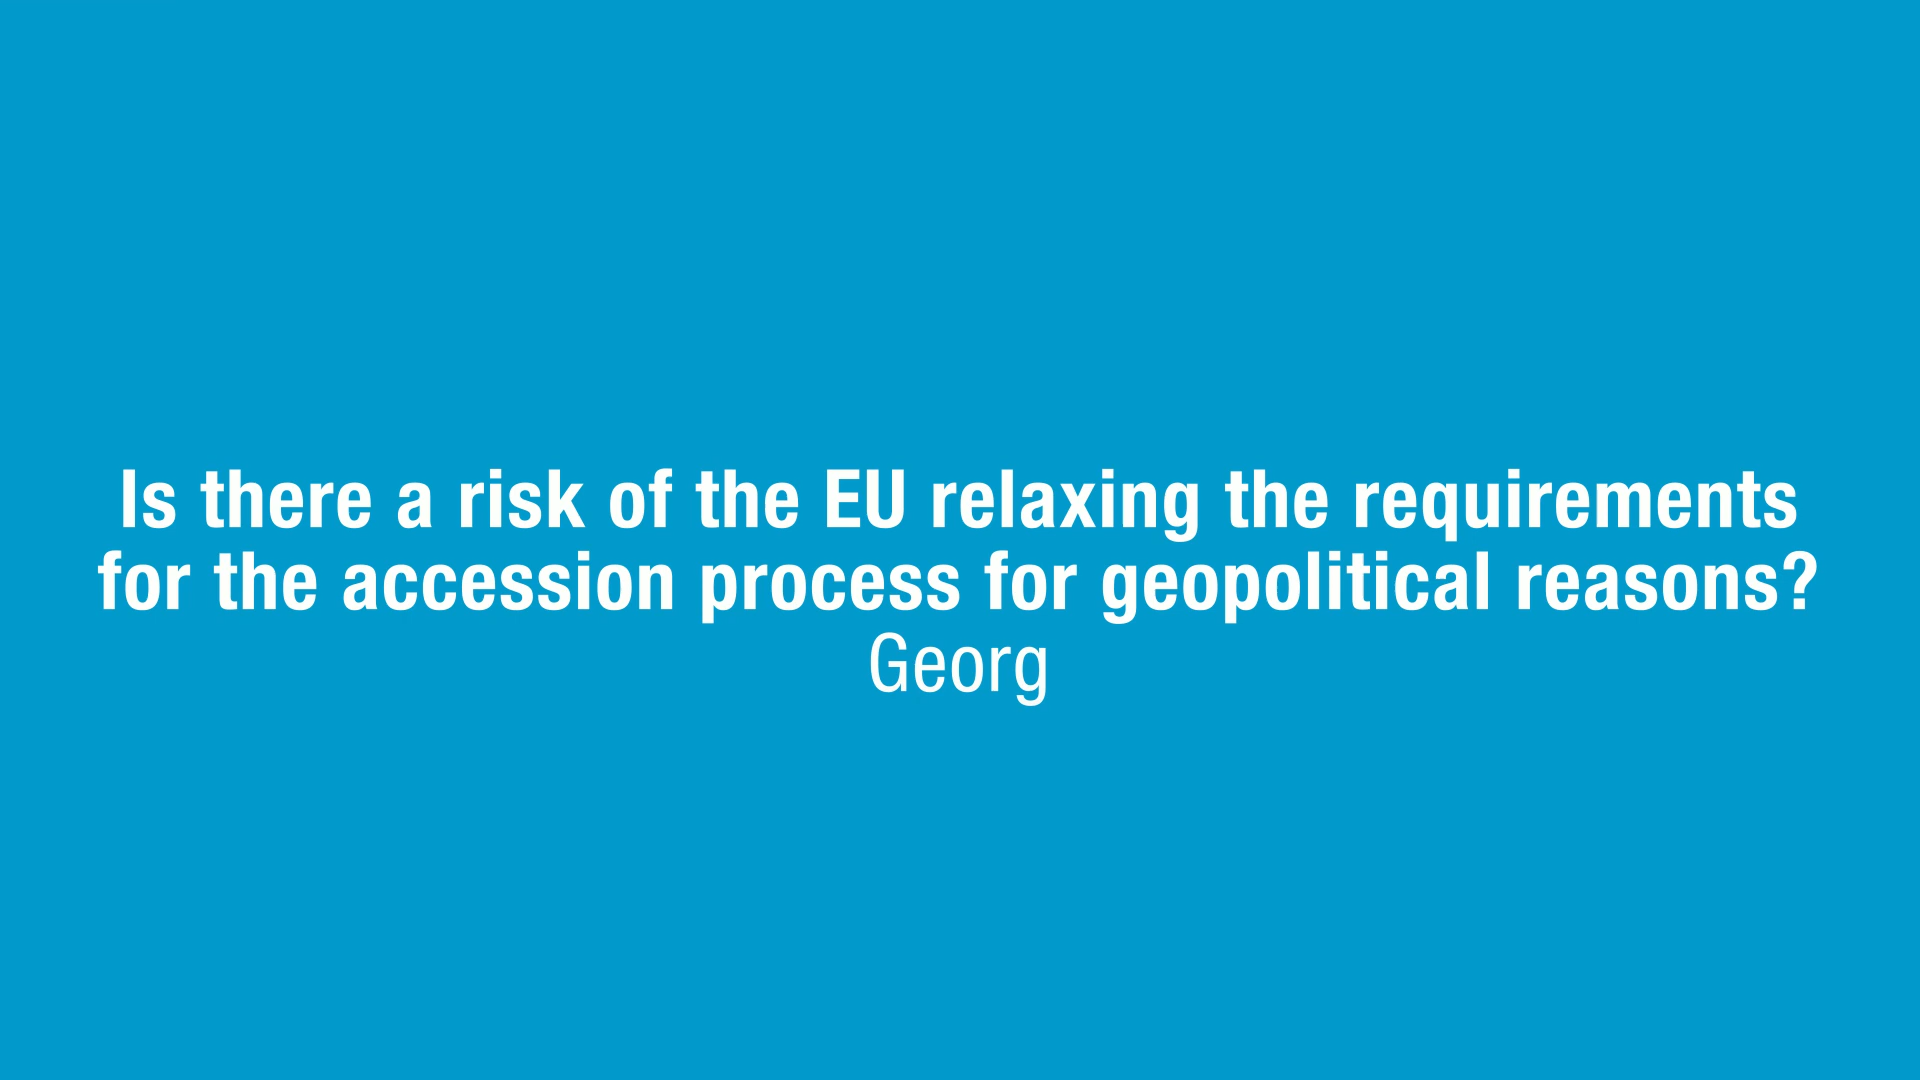 Is there a risk of the EU relaxing the requirements
for the accession process for geopolitical reasons?
Georg